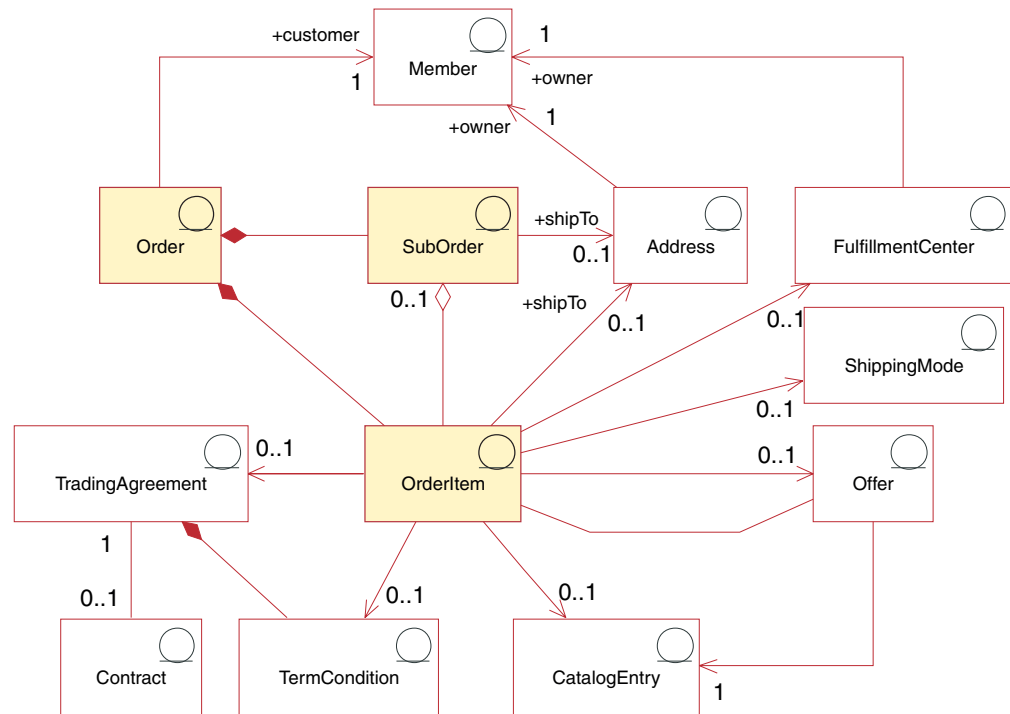 +customer
1
Member
1
+owner
+owner
1
Order
SubOrder
+shipTo
0..1
Address
FulfillmentCenter
0..1
+shipTo
0..1
0..1
ShippingMode
0..1
TradingAgreement
0..1
OrderItem
0..1
Offer
1
0..1
0..1
0..1
Contract
TermCondition
CatalogEntry
1